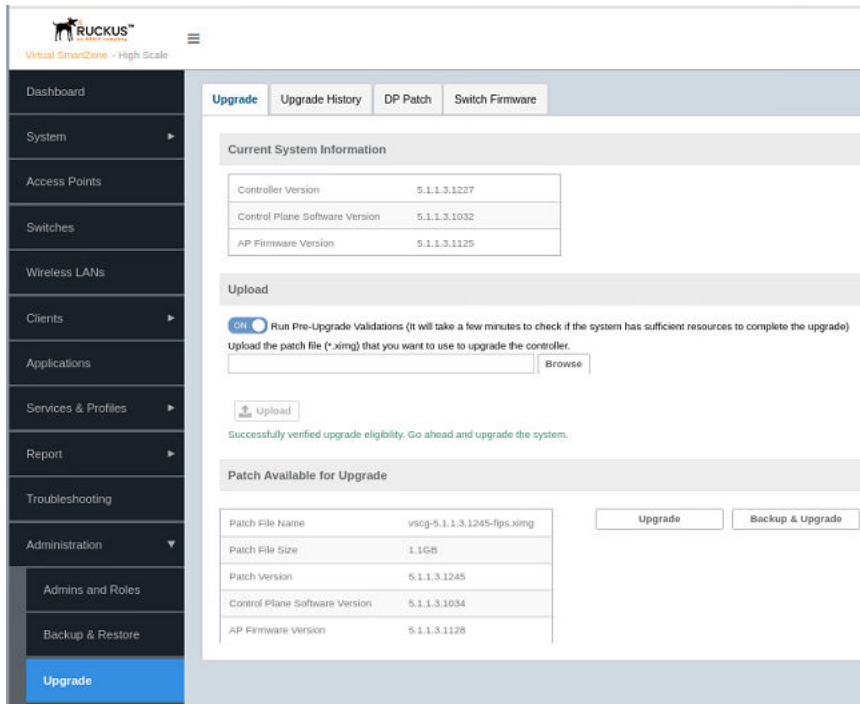 RUCKUS™
Virtual SmartZone - High Scale
Dashboard
System
Access Points
Switches
Wireless LANs
Clients
Applications
Services & Profiles
Report
Troubleshooting
Administration
Admins and Roles
Backup & Restore
Upgrade
Upgrade Upgrade History DP Patch Switch Firmware
Current System Information
Controller Version 5.1.1.3.1227
Control Plane Software Version 5.1.1.3.1032
AP Firmware Version 5.1.1.3.1125
Upload
ON Run Pre-Upgrade Validations (It will take a few minutes to check if the system has sufficient resources to complete the upgrade)
Upload the patch file (*.ximg) that you want to use to upgrade the controller.
Browse
Upload
Successfully verified upgrade eligibility. Go ahead and upgrade the system.
Patch Available for Upgrade
Patch File Name vscg-5.1.1.3.1245-fips.ximg
Patch File Size 1.1GB
Patch Version 5.1.1.3.1245
Control Plane Software Version 5.1.1.3.1034
AP Firmware Version 5.1.1.3.1128
Upgrade Backup & Upgrade